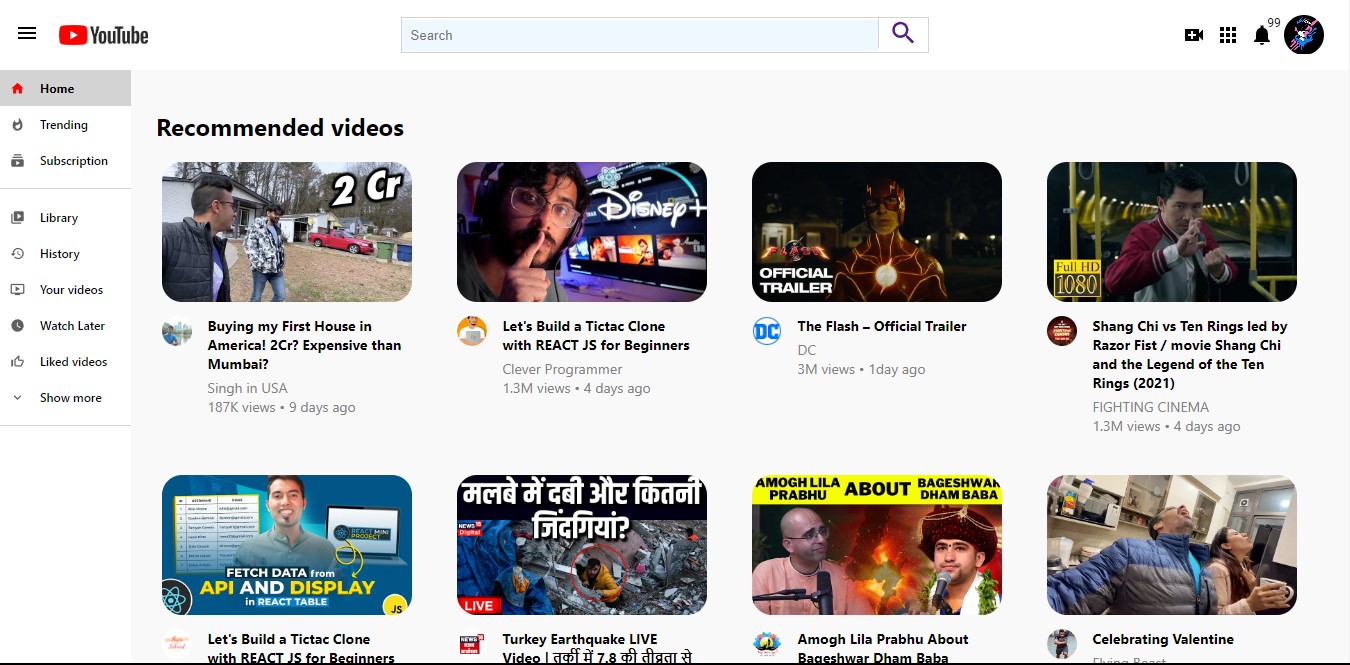 YouTube
Search
99
Home
Trending
Subscription
Library
History
Your videos
Watch Later
Liked videos
Show more
Recommended videos
2 Cr
Buying my First House in
America! 2Cr? Expensive than
Mumbai?
Singh in USA
187K views • 9 days ago
Disney+
Let's Build a Tictac Clone
with REACT JS for Beginners
Clever Programmer
1.3M views • 4 days ago
FLASH
OFFICIAL
TRAILER
DC
The Flash – Official Trailer
DC
3M views • 1day ago
Full HD
1080
Shang Chi vs Ten Rings led by
Razor Fist / movie Shang Chi
and the Legend of the Ten
Rings (2021)
FIGHTING CINEMA
1.3M views • 4 days ago
REACT MINI
PROJECT
FETCH DATA from
API AND DISPLAY
in REACT TABLE
JS
Let's Build a Tictac Clone
with REACT JS for Beginners
मलबे में दबी और कितनी
जिंदगियां?
NEWS18
Digital
LIVE
Turkey Earthquake LIVE
Video | तुर्की में 7.8 की तीव्रता से
AMOGH LILA
PRABHU
ABOUT
BAGESHWAR
DHAM BABA
Amogh Lila Prabhu About
Bageshwar Dham Baba
Celebrating Valentine
Flying Beast